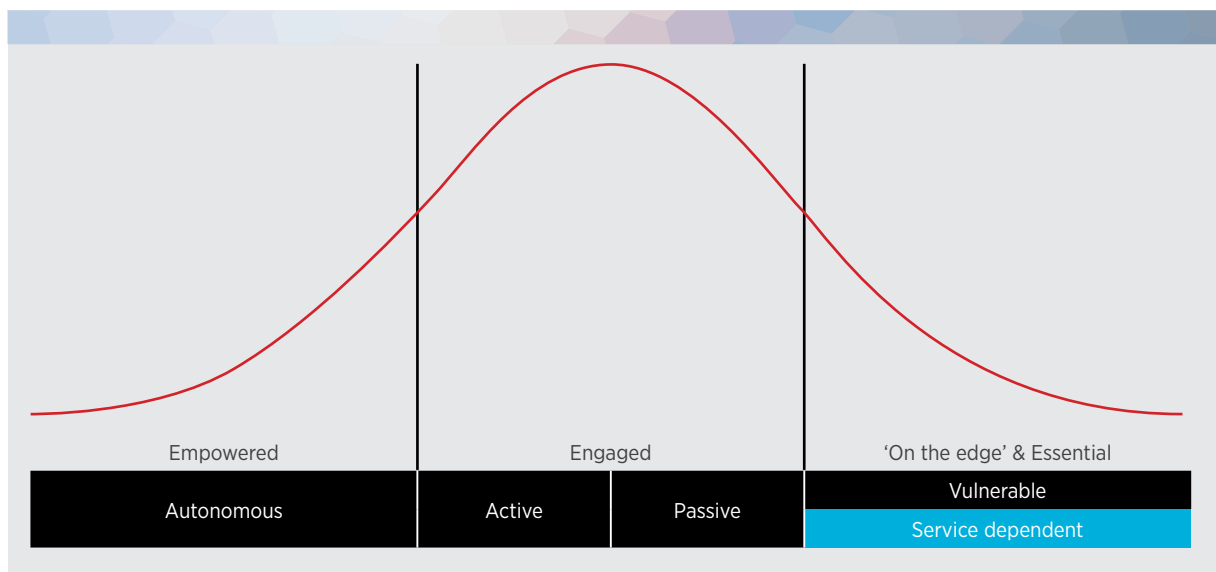 Empowered
Engaged
‘On the edge’ & Essential
Autonomous
Active
Passive
Vulnerable
Service dependent